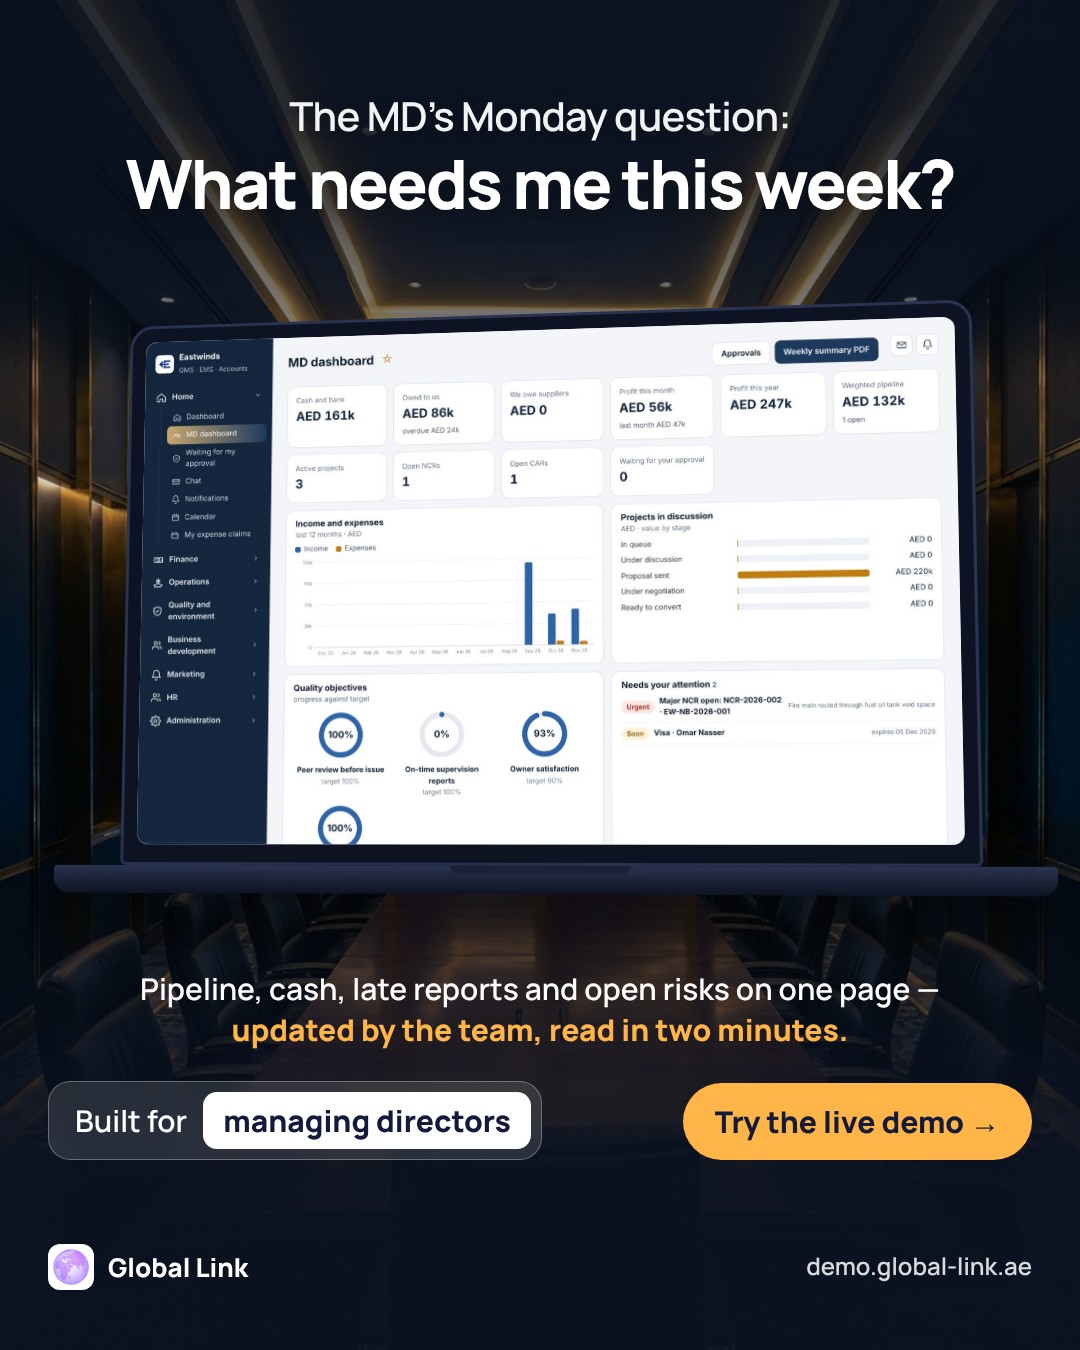 The MD's Monday question:
What needs me this week?
Eastwinds
QMS · EMS · Accounts
Home
Dashboard
MD dashboard
Waiting for my
approval
Chat
Notifications
Calendar
My expense claims
Finance
Operations
Quality and
environment
Business
development
Marketing
HR
Administration
MD dashboard
Approvals
Weekly summary PDF
Cash and bank
AED 161k
Owed to us
AED 86k
overdue AED 24k
We owe suppliers
AED 0
Profit this month
AED 56k
last month AED 47k
Profit this year
AED 247k
Weighted pipeline
AED 132k
1 open
Active projects
3
Open NCRs
1
Open CARs
1
Waiting for your approval
0
Income and expenses
last 12 months · AED
Income Expenses
Projects in discussion
AED · value by stage
In queue AED 0
Under discussion AED 0
Proposal sent AED 220k
Under negotiation AED 0
Ready to convert AED 0
Quality objectives
progress against target
100%
Peer review before issue
target 100%
0%
On-time supervision
reports
target 100%
93%
Owner satisfaction
target 90%
100%
Needs your attention 2
Urgent Major NCR open: NCR-2026-002
· EW-NB-2026-001
Fire main routed through fuel oil tank void space
Soon Visa · Omar Nasser expires 05 Dec 2026
Pipeline, cash, late reports and open risks on one page —
updated by the team, read in two minutes.
Built for managing directors
Try the live demo →
Global Link
demo.global-link.ae